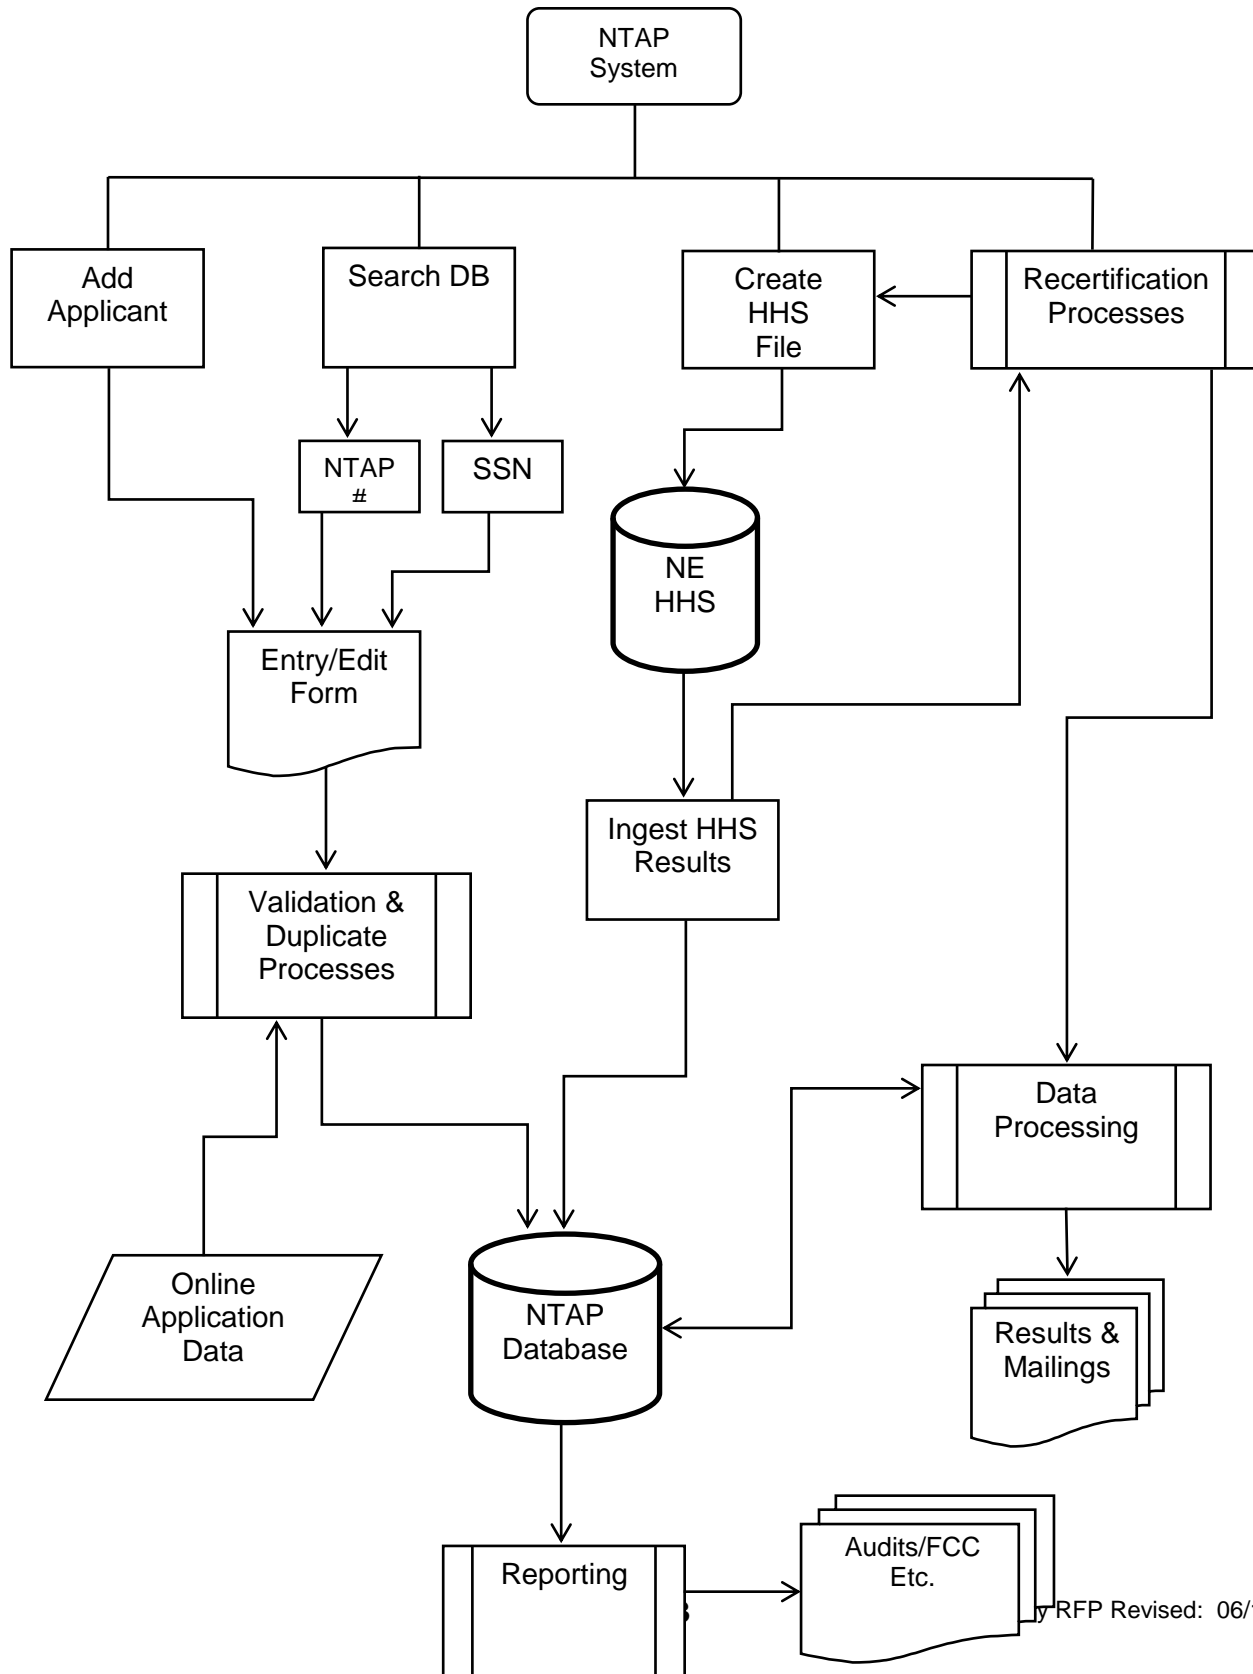 NTAP
System
Add
Applicant
Search DB
Create
HHS
File
Recertification
Processes
NTAP
#
SSN
NE
HHS
Entry/Edit
Form
Ingest HHS
Results
Validation &
Duplicate
Processes
Data
Processing
Online
Application
Data
NTAP
Database
Results &
Mailings
Reporting
Audits/FCC
Etc.
RFP Revised: 06/